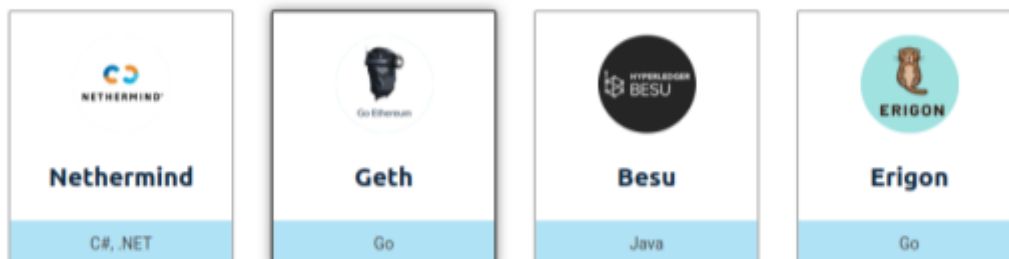 NETHERMIND
Go Ethereum
HYPERLEDGER
BESU
ERIGON
Nethermind
Geth
Besu
Erigon
C#, .NET
Go
Java
Go